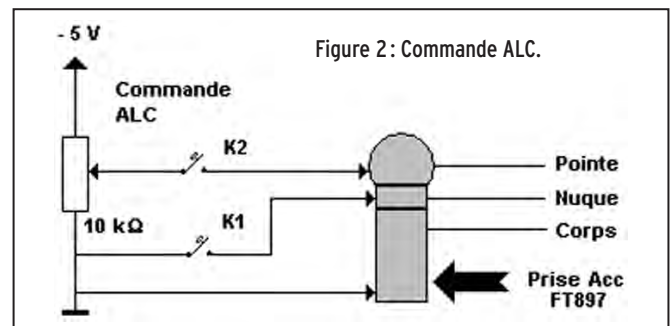 - 5 V
Figure 2 : Commande ALC.
Commande
ALC
K2
Pointe
Nuque
10 kΩ
K1
Corps
Prise Acc
FT897